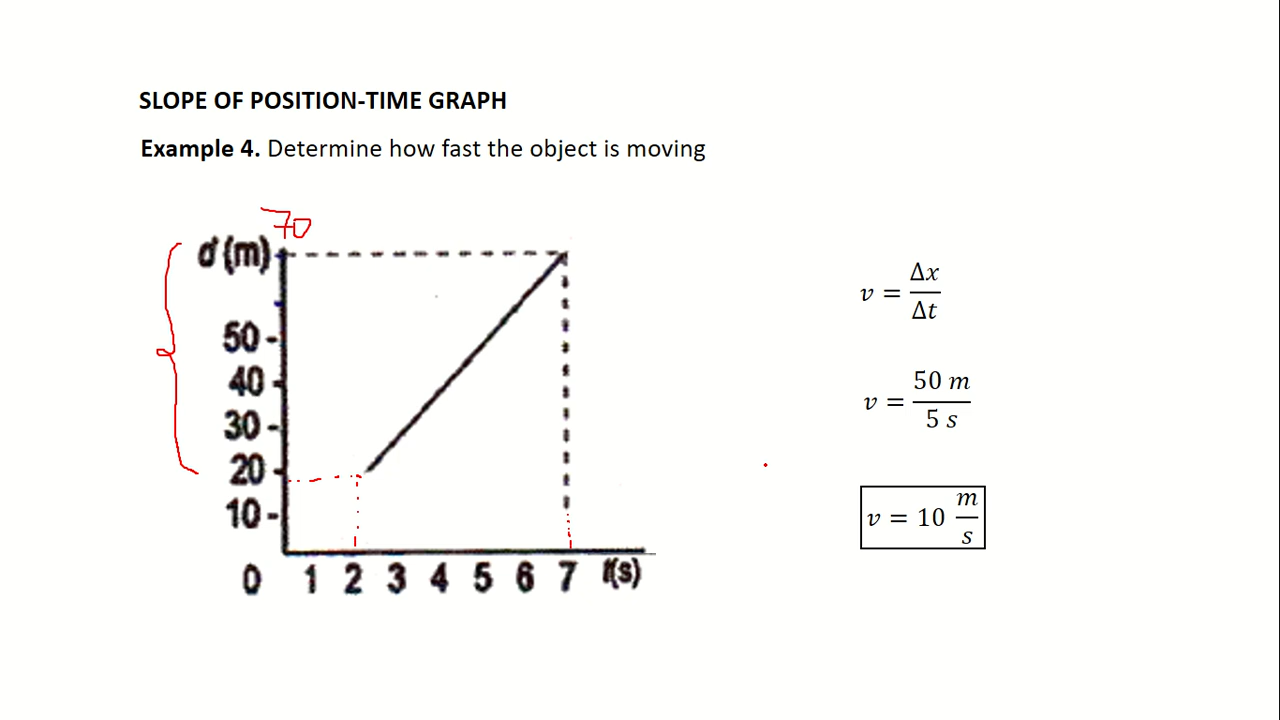 SLOPE OF POSITION-TIME GRAPH
Example 4. Determine how fast the object is moving
70
d (m)
50
40
30
20
10
0 1 2 3 4 5 6 7 t(s)
v = Δx/Δt
v = 50 m/5 s
v = 10 m/s